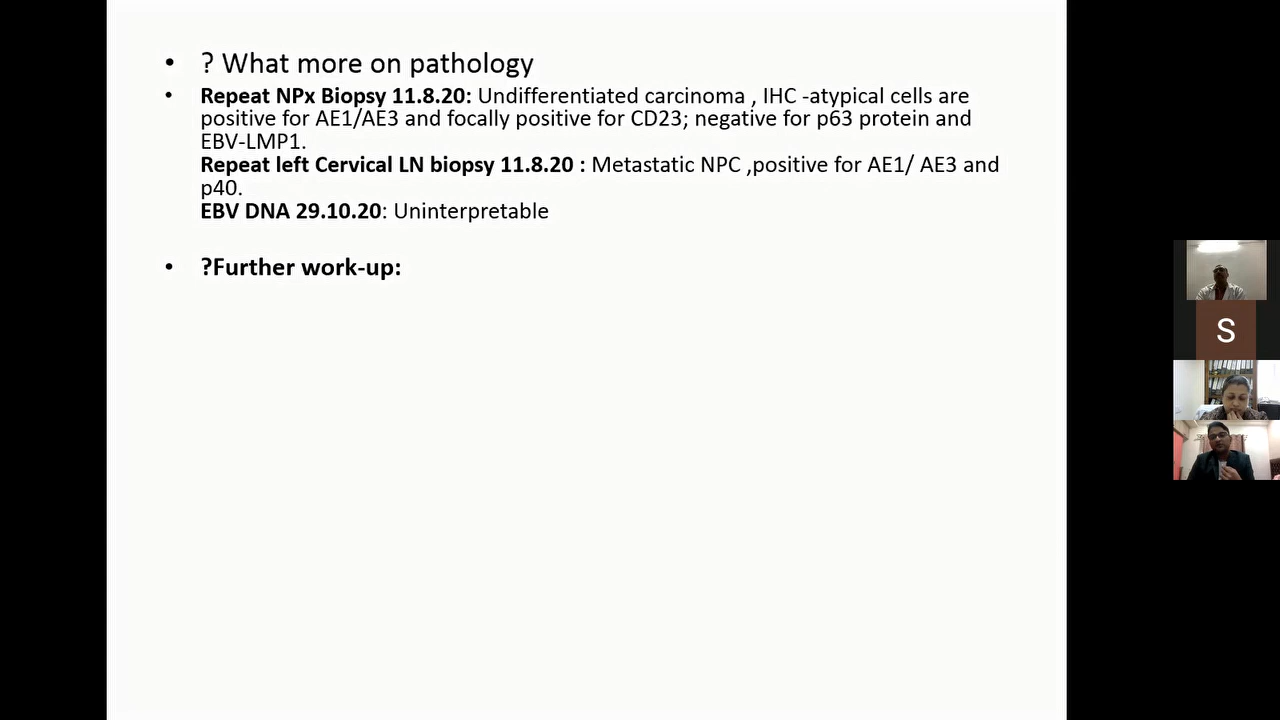 • ? What more on pathology
• Repeat NPx Biopsy 11.8.20: Undifferentiated carcinoma , IHC -atypical cells are
positive for AE1/AE3 and focally positive for CD23; negative for p63 protein and
EBV-LMP1.
Repeat left Cervical LN biopsy 11.8.20 : Metastatic NPC ,positive for AE1/ AE3 and
p40.
EBV DNA 29.10.20: Uninterpretable
• ?Further work-up:
S